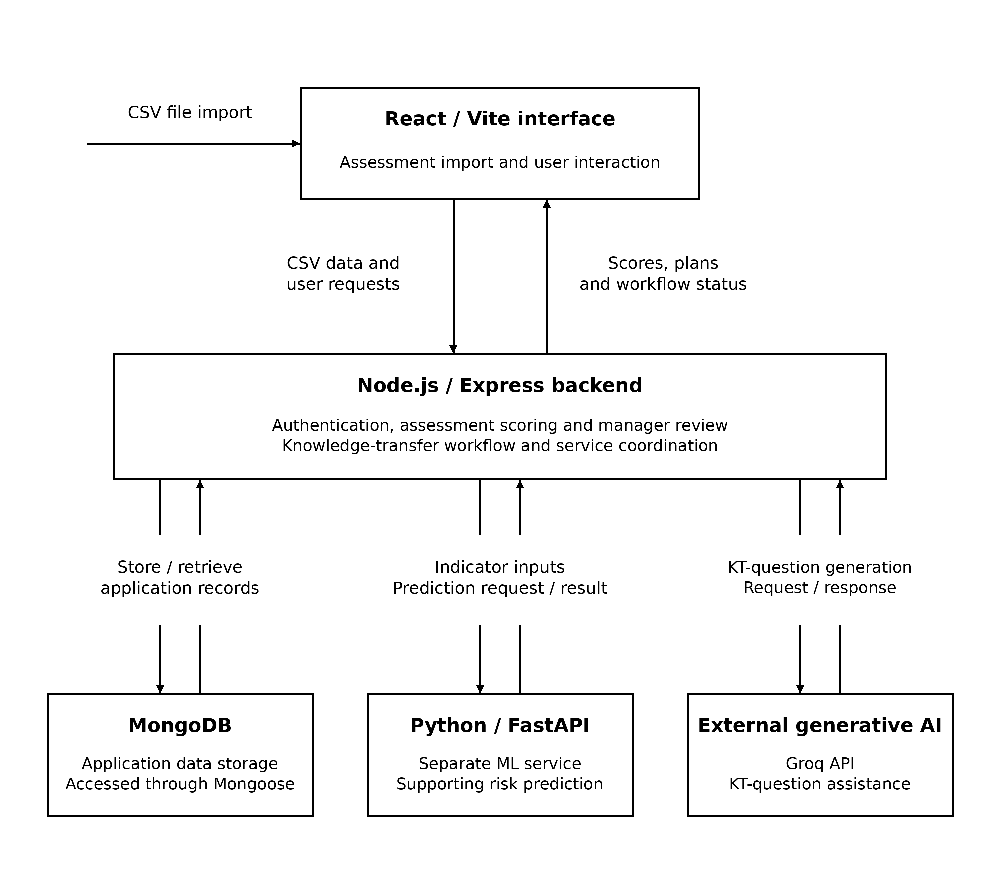 CSV file import
React / Vite interface
Assessment import and user interaction
CSV data and
user requests
Scores, plans
and workflow status
Node.js / Express backend
Authentication, assessment scoring and manager review
Knowledge-transfer workflow and service coordination
Store / retrieve
application records
Indicator inputs
Prediction request / result
KT-question generation
Request / response
MongoDB
Application data storage
Accessed through Mongoose
Python / FastAPI
Separate ML service
Supporting risk prediction
External generative AI
Groq API
KT-question assistance